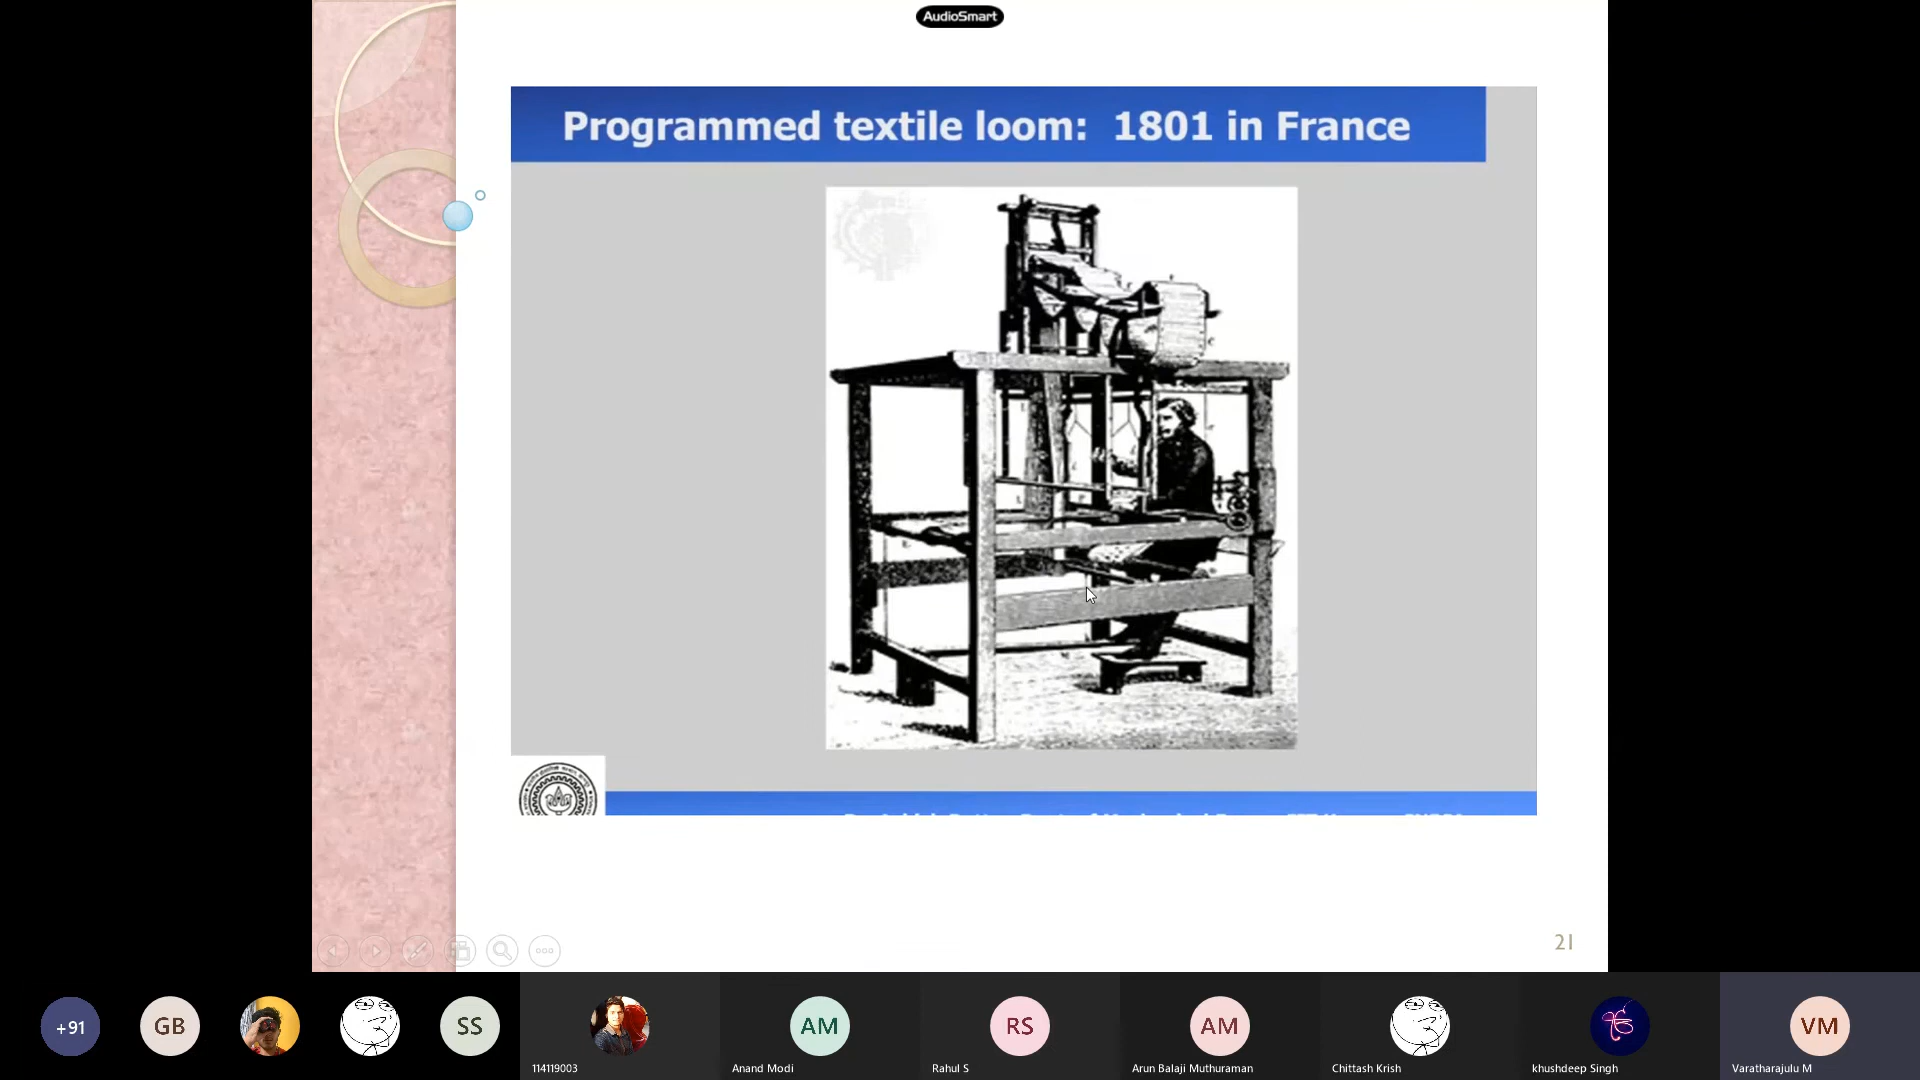 AudioSmart
Programmed textile loom: 1801 in France
21
+91
GB
SS
AM
RS
AM
VM
114119003
Anand Modi
Rahul S
Arun Balaji Muthuraman
Chittash Krish
khushdeep Singh
Varatharajulu M